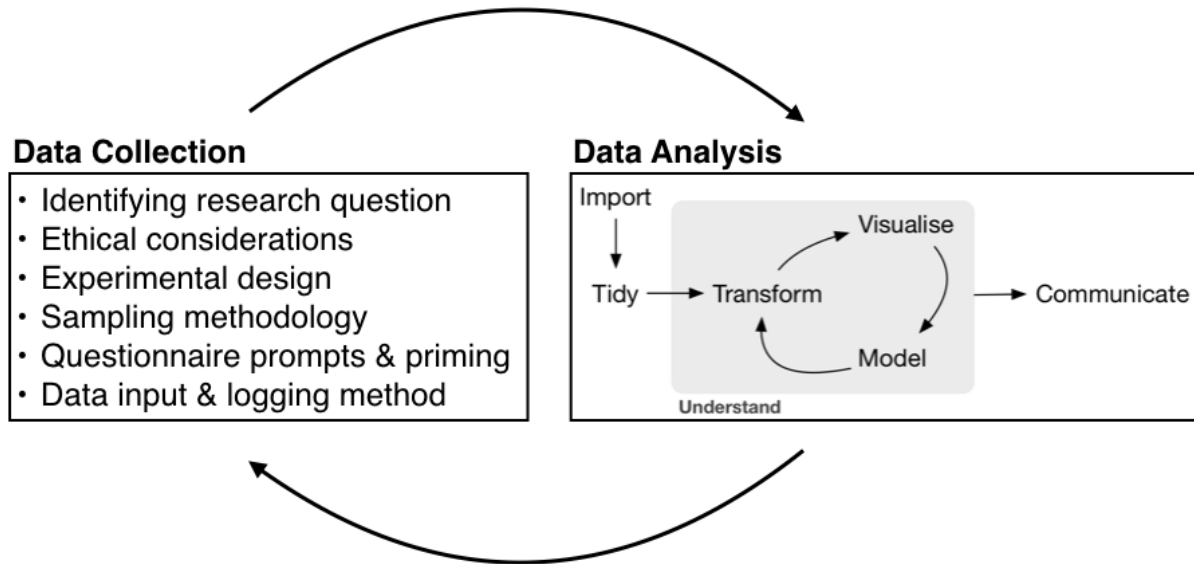 Data Collection
• Identifying research question
• Ethical considerations
• Experimental design
• Sampling methodology
• Questionnaire prompts & priming
• Data input & logging method
Data Analysis
Import
Visualise
Tidy
Transform
Communicate
Model
Understand